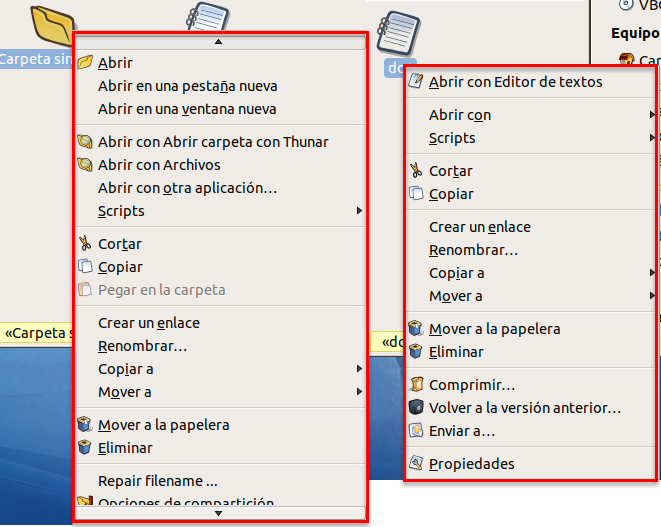 VBC
Equipo
Car
Carpeta sin
Abrir
Abrir en una pestaña nueva
Abrir en una ventana nueva
Abrir con Abrir carpeta con Thunar
Abrir con Archivos
Abrir con otra aplicación...
Scripts
Cortar
Copiar
Pegar en la carpeta
Crear un enlace
Renombrar...
Copiar a
Mover a
Mover a la papelera
Eliminar
Repair filename ...
Opciones de compartición
«Carpeta s
do
Abrir con Editor de textos
Abrir con
Scripts
Cortar
Copiar
Crear un enlace
Renombrar...
Copiar a
Mover a
Mover a la papelera
Eliminar
Comprimir...
Volver a la versión anterior...
Enviar a...
Propiedades
«do